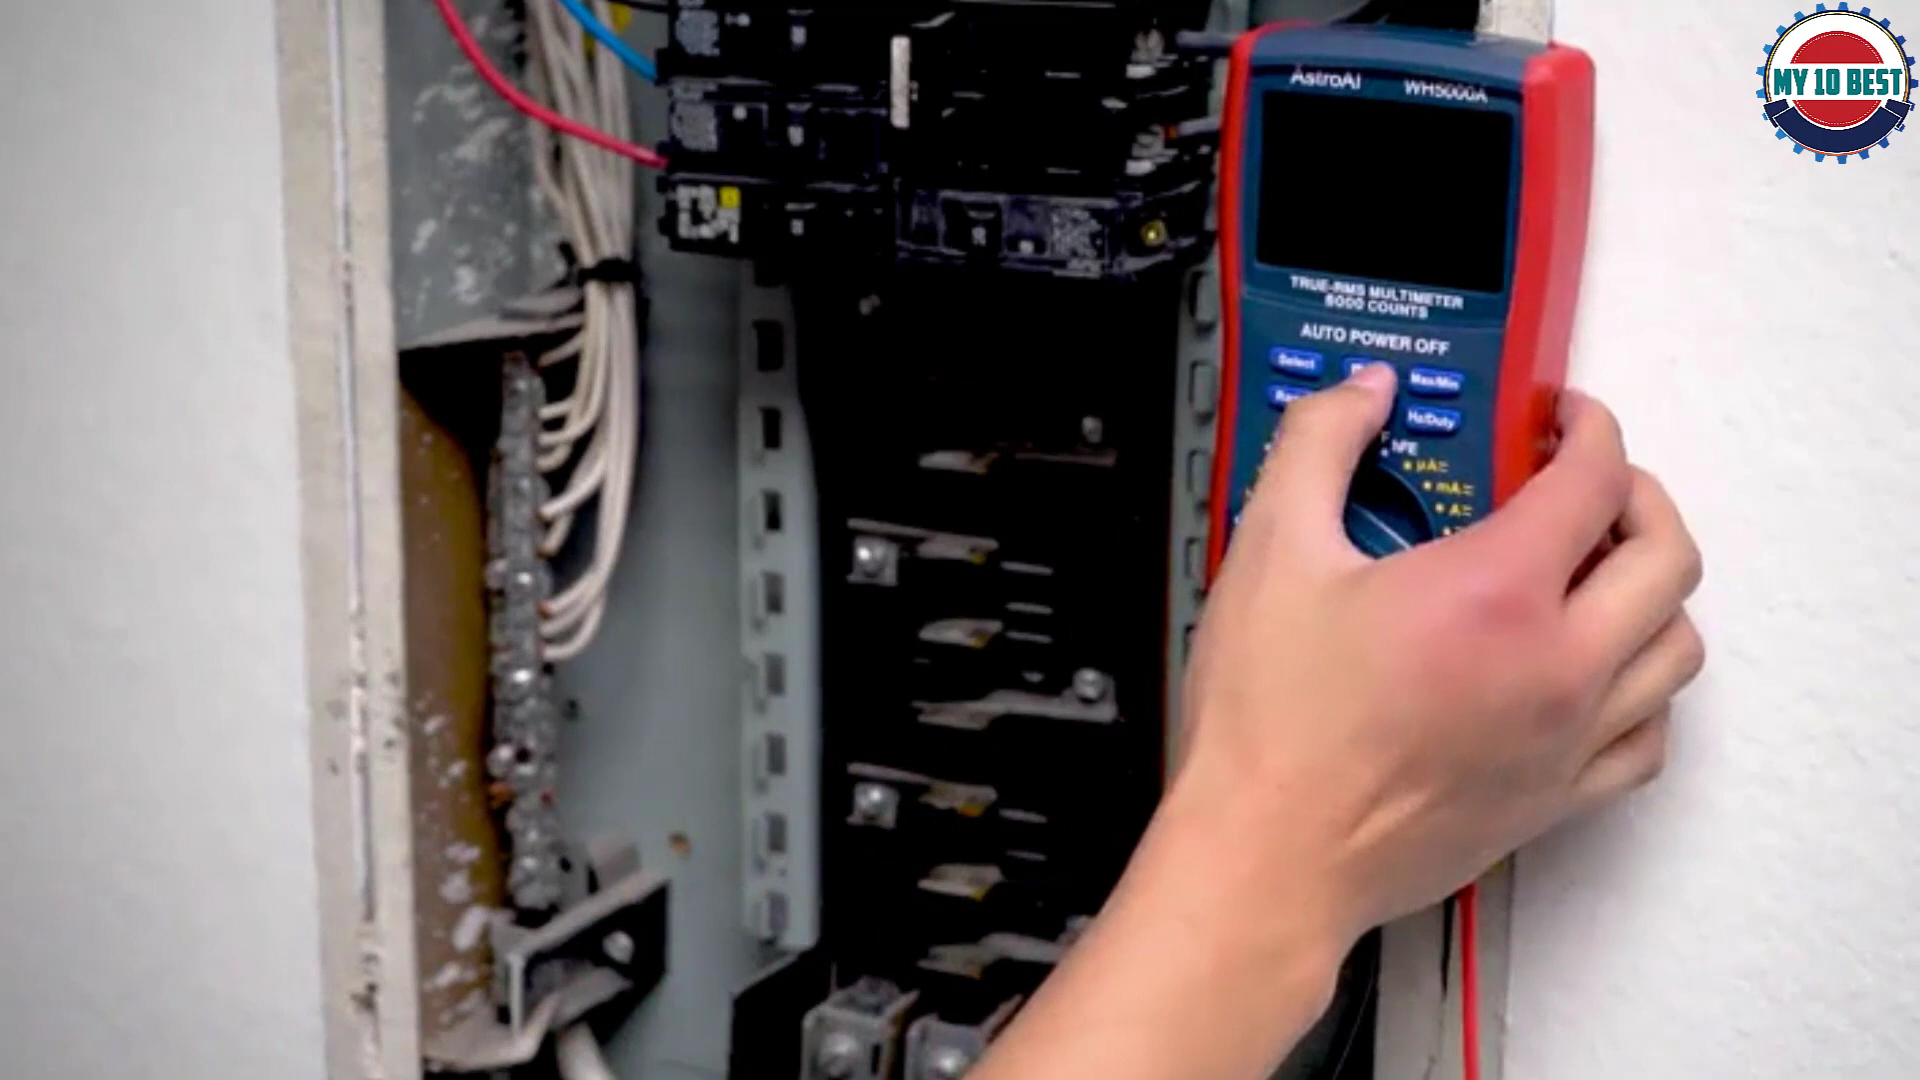 MY 10 BEST
AstroAI WH5000A
TRUE-RMS MULTIMETER
6000 COUNTS
AUTO POWER OFF
Select Max/Min
Hz/Duty
hFE
µA
mA
A